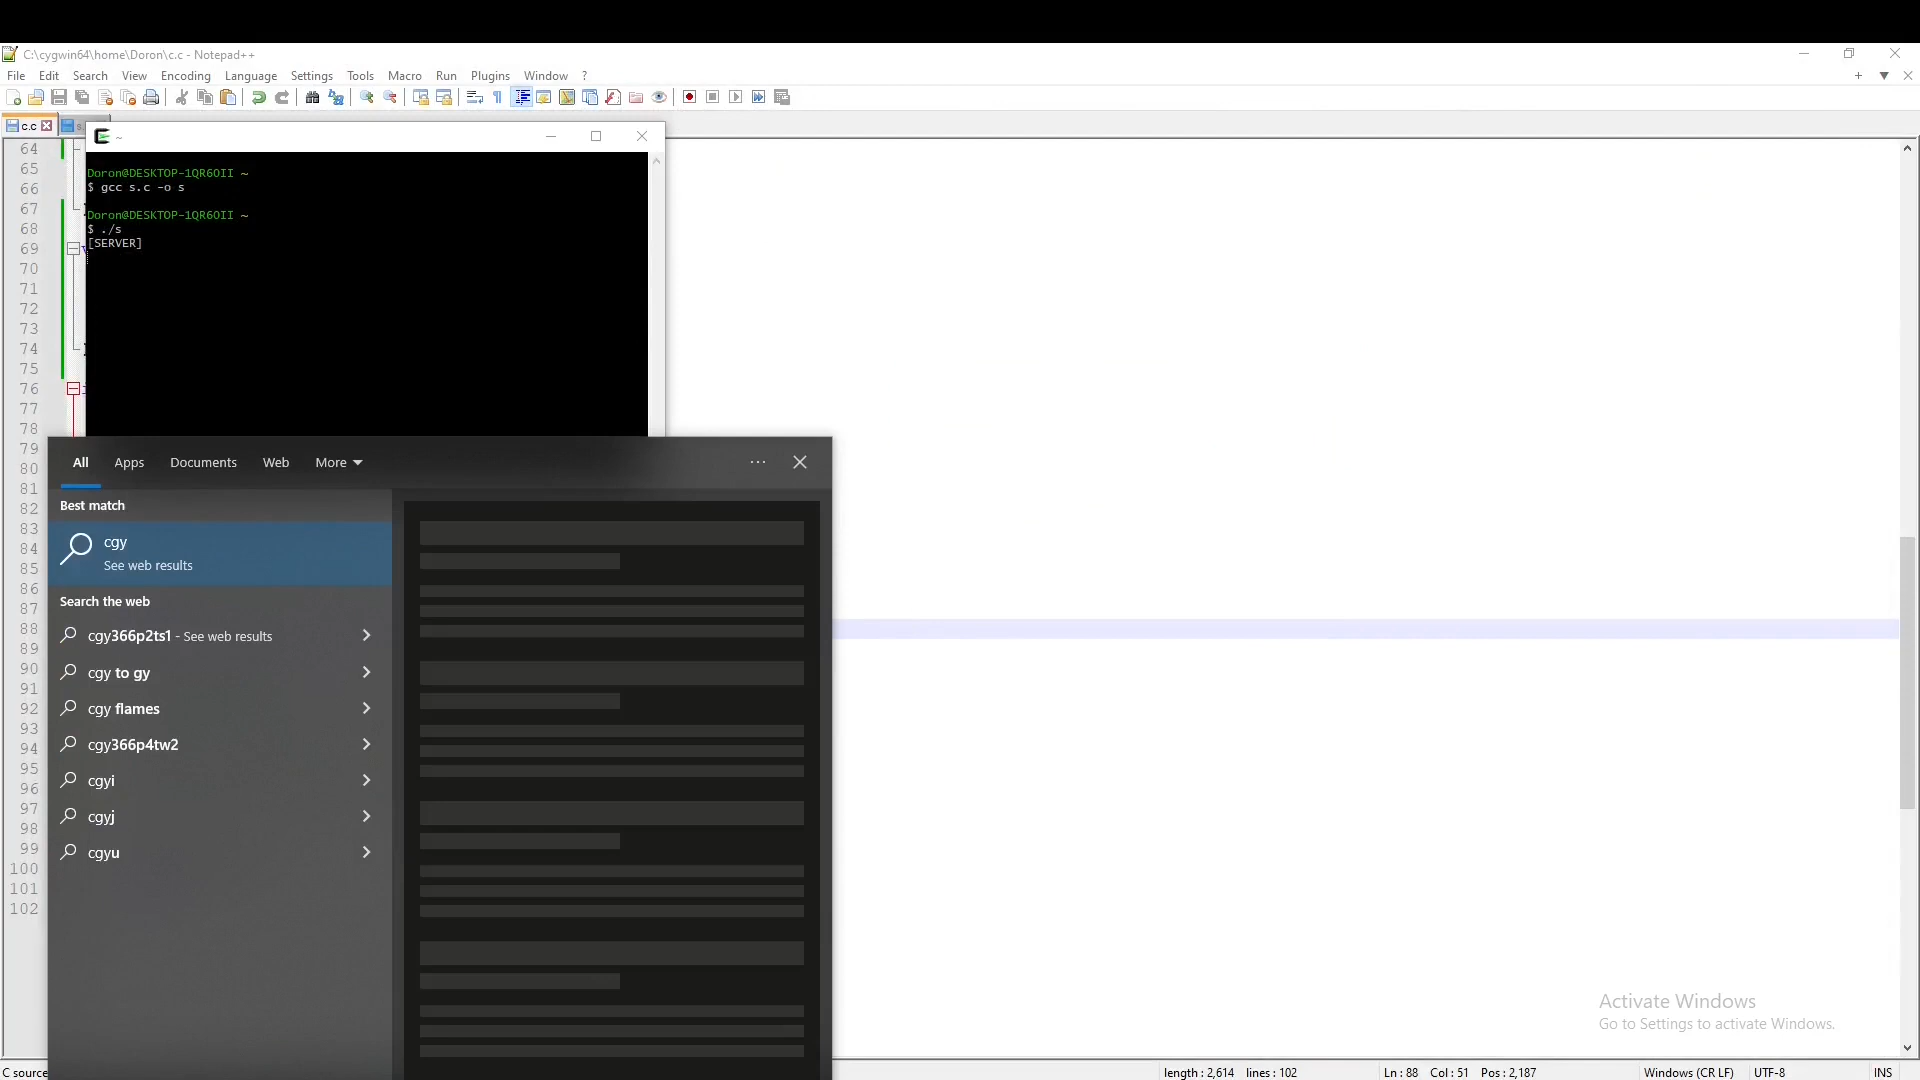 C:\cygwin64\home\Doron\c.c - Notepad++
File Edit Search View Encoding Language Settings Tools Macro Run Plugins Window ?
c.c
~
64
65
66
67
68
69
70
71
72
73
74
75
76
77
78
79
80
81
82
83
84
85
86
87
88
89
90
91
92
93
94
95
96
97
98
99
100
101
102
Doron@DESKTOP-1QR6OII ~
$ gcc s.c -o s
Doron@DESKTOP-1QR6OII ~
$ ./s
[SERVER]
All Apps Documents Web More
Best match
cgy
See web results
Search the web
cgy366p2ts1 - See web results
cgy to gy
cgy flames
cgy366p4tw2
cgyi
cgyj
cgyu
Activate Windows
Go to Settings to activate Windows.
C source
length : 2,614 lines : 102 Ln : 88 Col : 51 Pos : 2,187 Windows (CR LF) UTF-8 INS